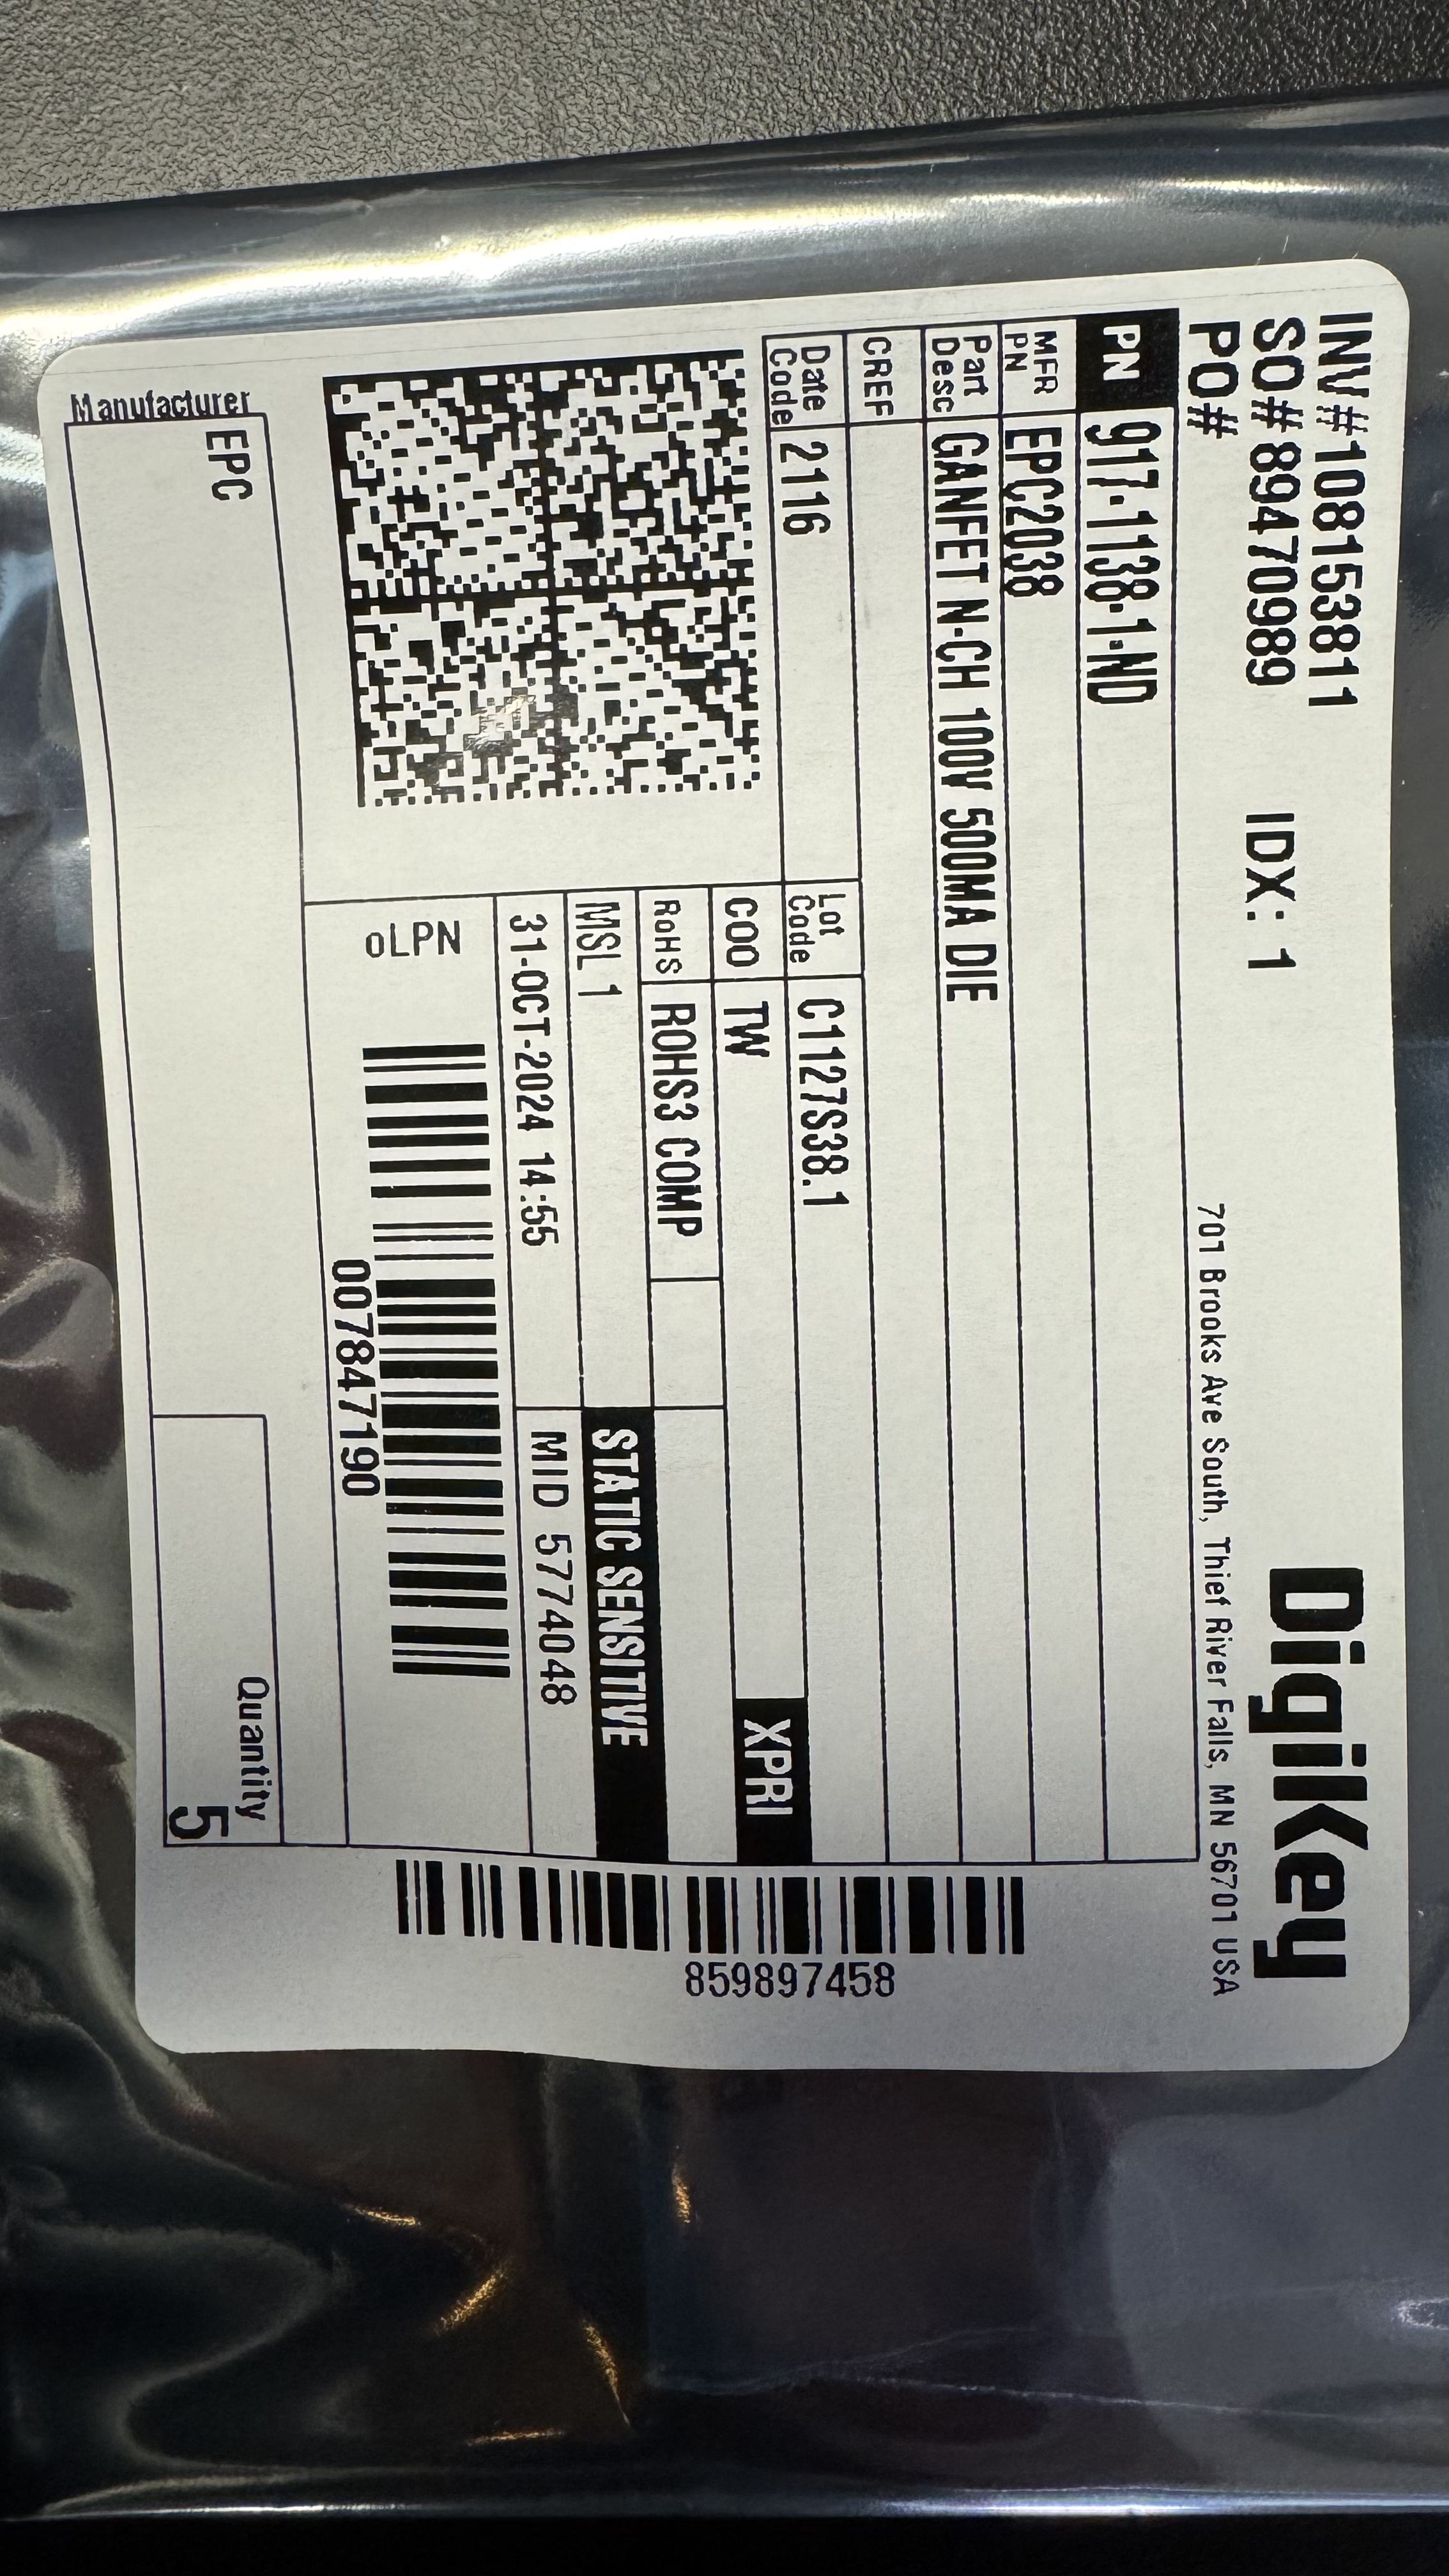 INV#108153811
SO# 89470989 IDX: 1
PO#
DigiKey
701 Brooks Ave South, Thief River Falls, MN 56701 USA
PN 917-1138-1-ND
MFR PN EPC2038
Part Desc GANFET N-CH 100V 500MA DIE
CREF
Date Code 2116
Lot Code C1127S38.1
COO TW
XPRI
RoHS ROHS3 COMP
MSL 1
STATIC SENSITIVE
31-OCT-2024 14:55
MID 5774048
oLPN
007847190
Manufacturer
EPC
Quantity
5
859897458